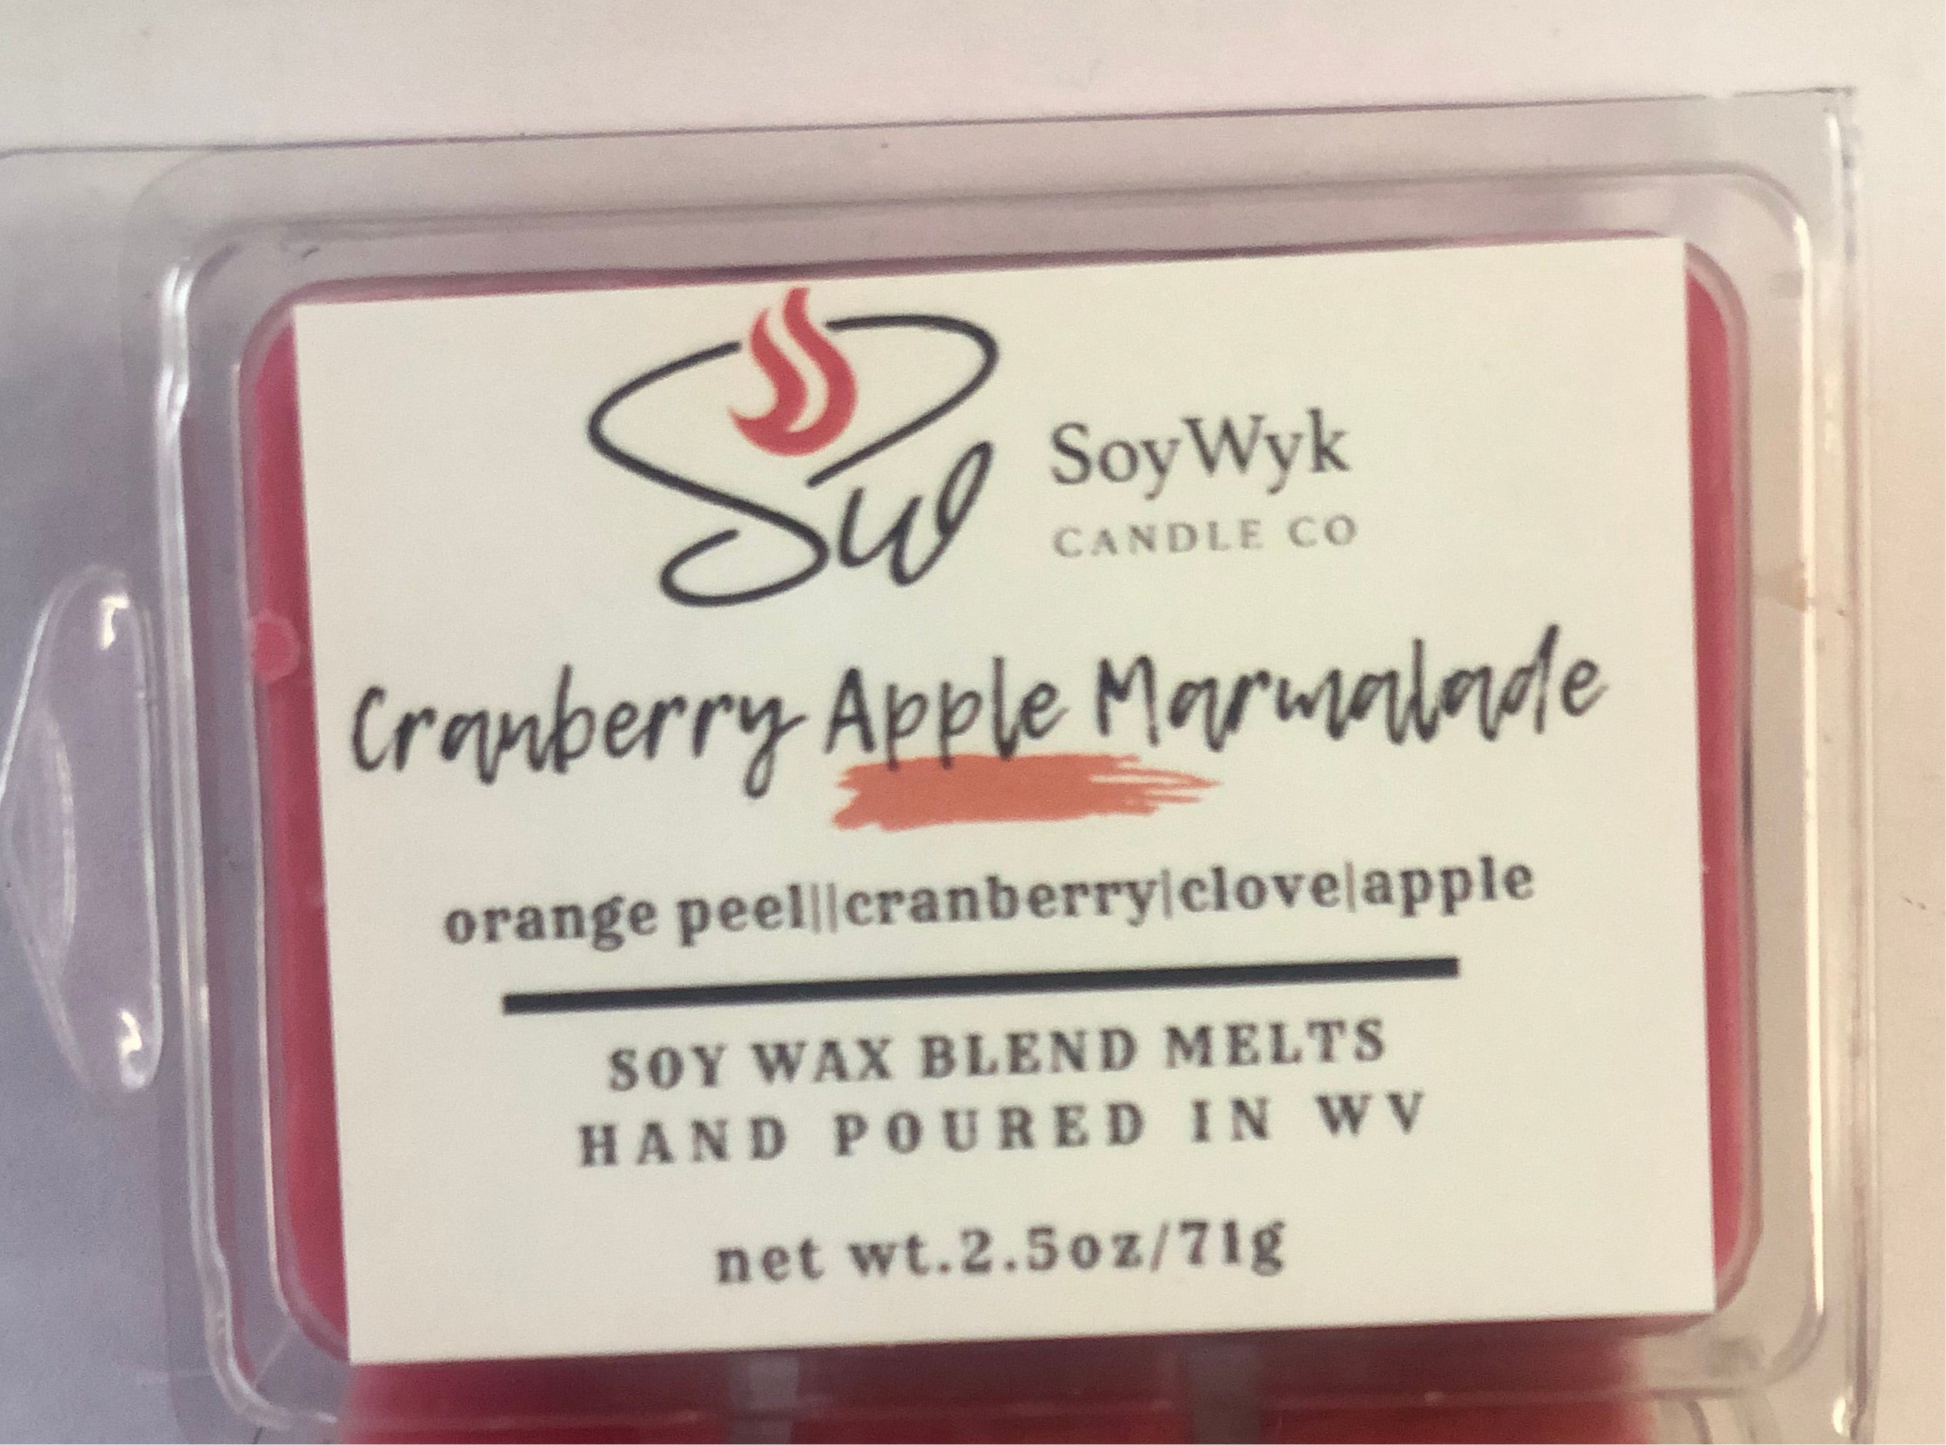 Sw
SoyWyk
CANDLE CO
Cranberry Apple Marmalade
orange peel||cranberry|clove|apple
SOY WAX BLEND MELTS
HAND POURED IN WV
net wt.2.5oz/71g